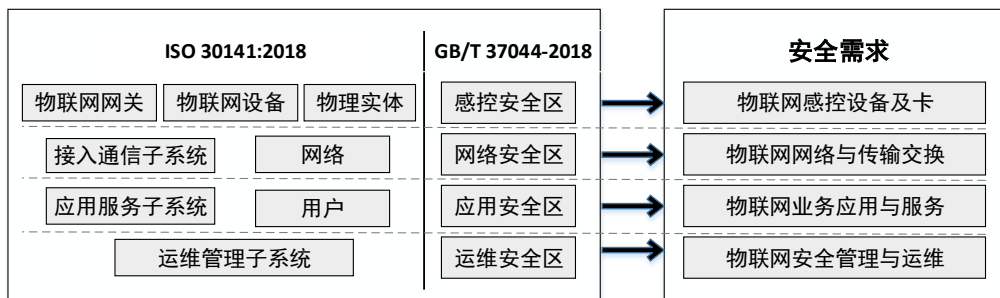 ISO 30141:2018
GB/T 37044-2018
安全需求
物联网网关 物联网设备 物理实体 感控安全区 物联网感控设备及卡
接入通信子系统 网络 网络安全区 物联网网络与传输交换
应用服务子系统 用户 应用安全区 物联网业务应用与服务
运维管理子系统 运维安全区 物联网安全管理与运维